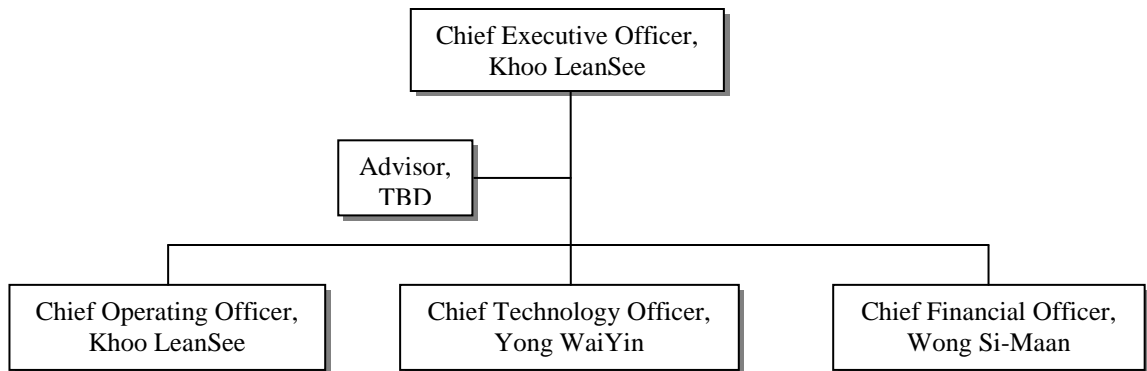 Chief Executive Officer,
Khoo LeanSee
Advisor,
TBD
Chief Operating Officer,
Khoo LeanSee
Chief Technology Officer,
Yong WaiYin
Chief Financial Officer,
Wong Si-Maan